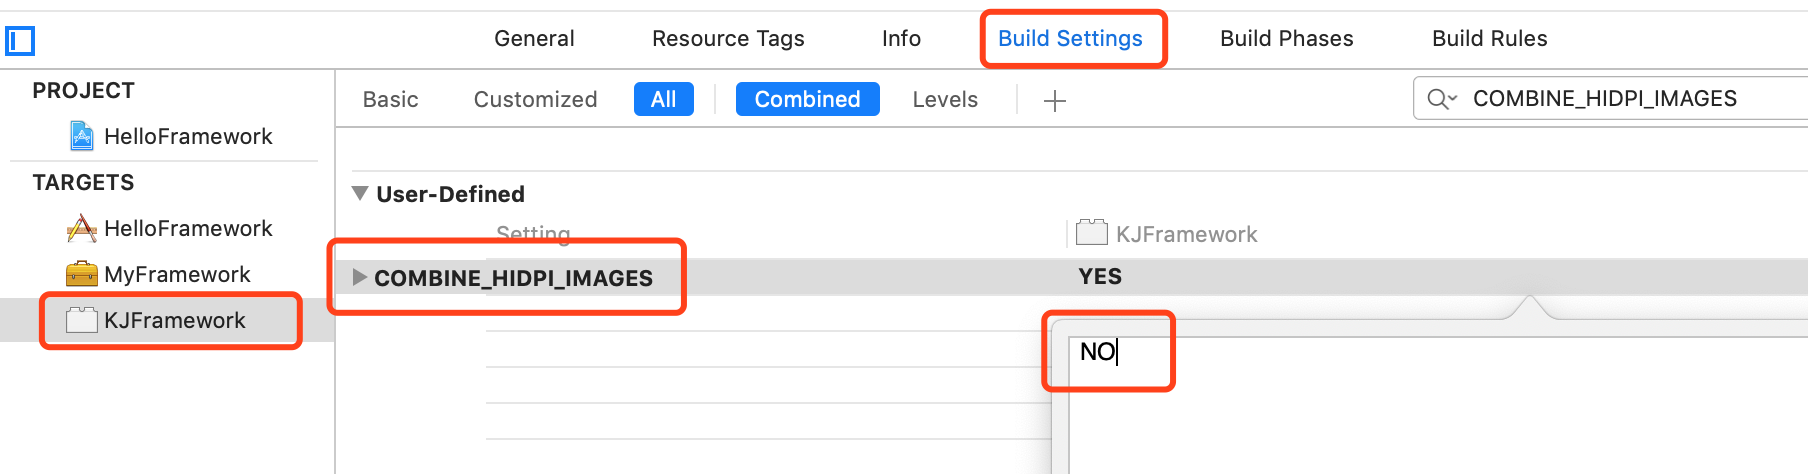 General Resource Tags Info Build Settings Build Phases Build Rules
PROJECT
HelloFramework
TARGETS
HelloFramework
MyFramework
KJFramework
Basic Customized All Combined Levels + COMBINE_HIDPI_IMAGES
User-Defined
Setting KJFramework
COMBINE_HIDPI_IMAGES YES
NO